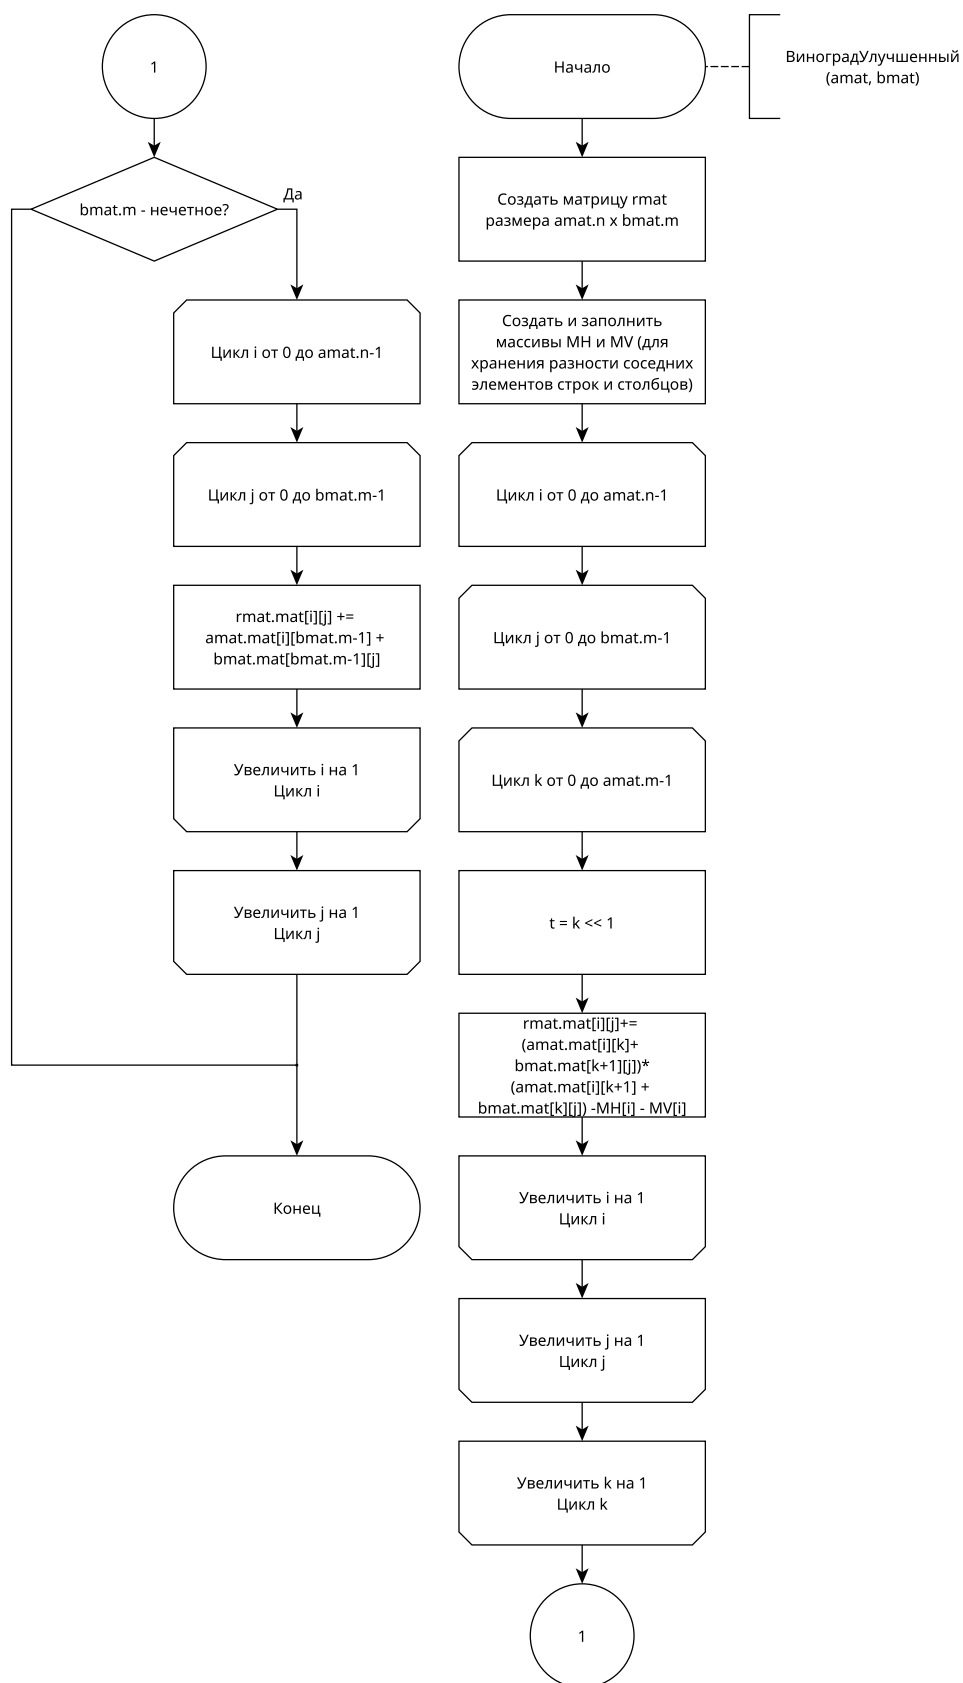 Начало
ВиноградУлучшенный
(amat, bmat)
Создать матрицу rmat
размера amat.n x bmat.m
Создать и заполнить
массивы MH и MV (для
хранения разности соседних
элементов строк и столбцов)
Цикл i от 0 до amat.n-1
Цикл j от 0 до bmat.m-1
Цикл k от 0 до amat.m-1
t = k << 1
rmat.mat[i][j]+=
(amat.mat[i][k]+
bmat.mat[k+1][j])*
(amat.mat[i][k+1] +
bmat.mat[k][j]) -MH[i] - MV[i]
Увеличить i на 1
Цикл i
Увеличить j на 1
Цикл j
Увеличить k на 1
Цикл k
1
1
bmat.m - нечетное?
Да
Цикл i от 0 до amat.n-1
Цикл j от 0 до bmat.m-1
rmat.mat[i][j] +=
amat.mat[i][bmat.m-1] +
bmat.mat[bmat.m-1][j]
Увеличить i на 1
Цикл i
Увеличить j на 1
Цикл j
Конец